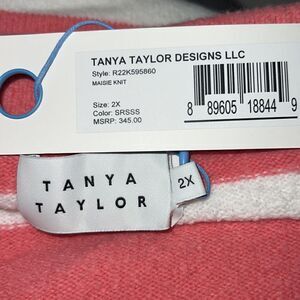 TANYA TAYLOR DESIGNS LLC
Style: R22K595860
MAISIE KNIT
Size: 2X
Color: SRSSS
MSRP: 345.00
8 89605 18844 9
TANYA
TAYLOR
2X